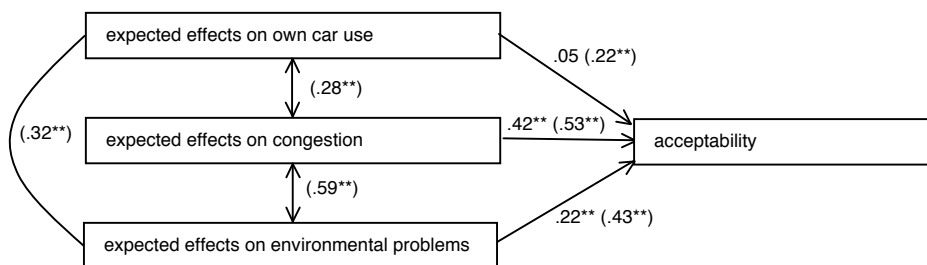 expected effects on own car use
.05 (.22**)
(.28**)
(.32**)
expected effects on congestion
.42** (.53**)
acceptability
(.59**)
.22** (.43**)
expected effects on environmental problems